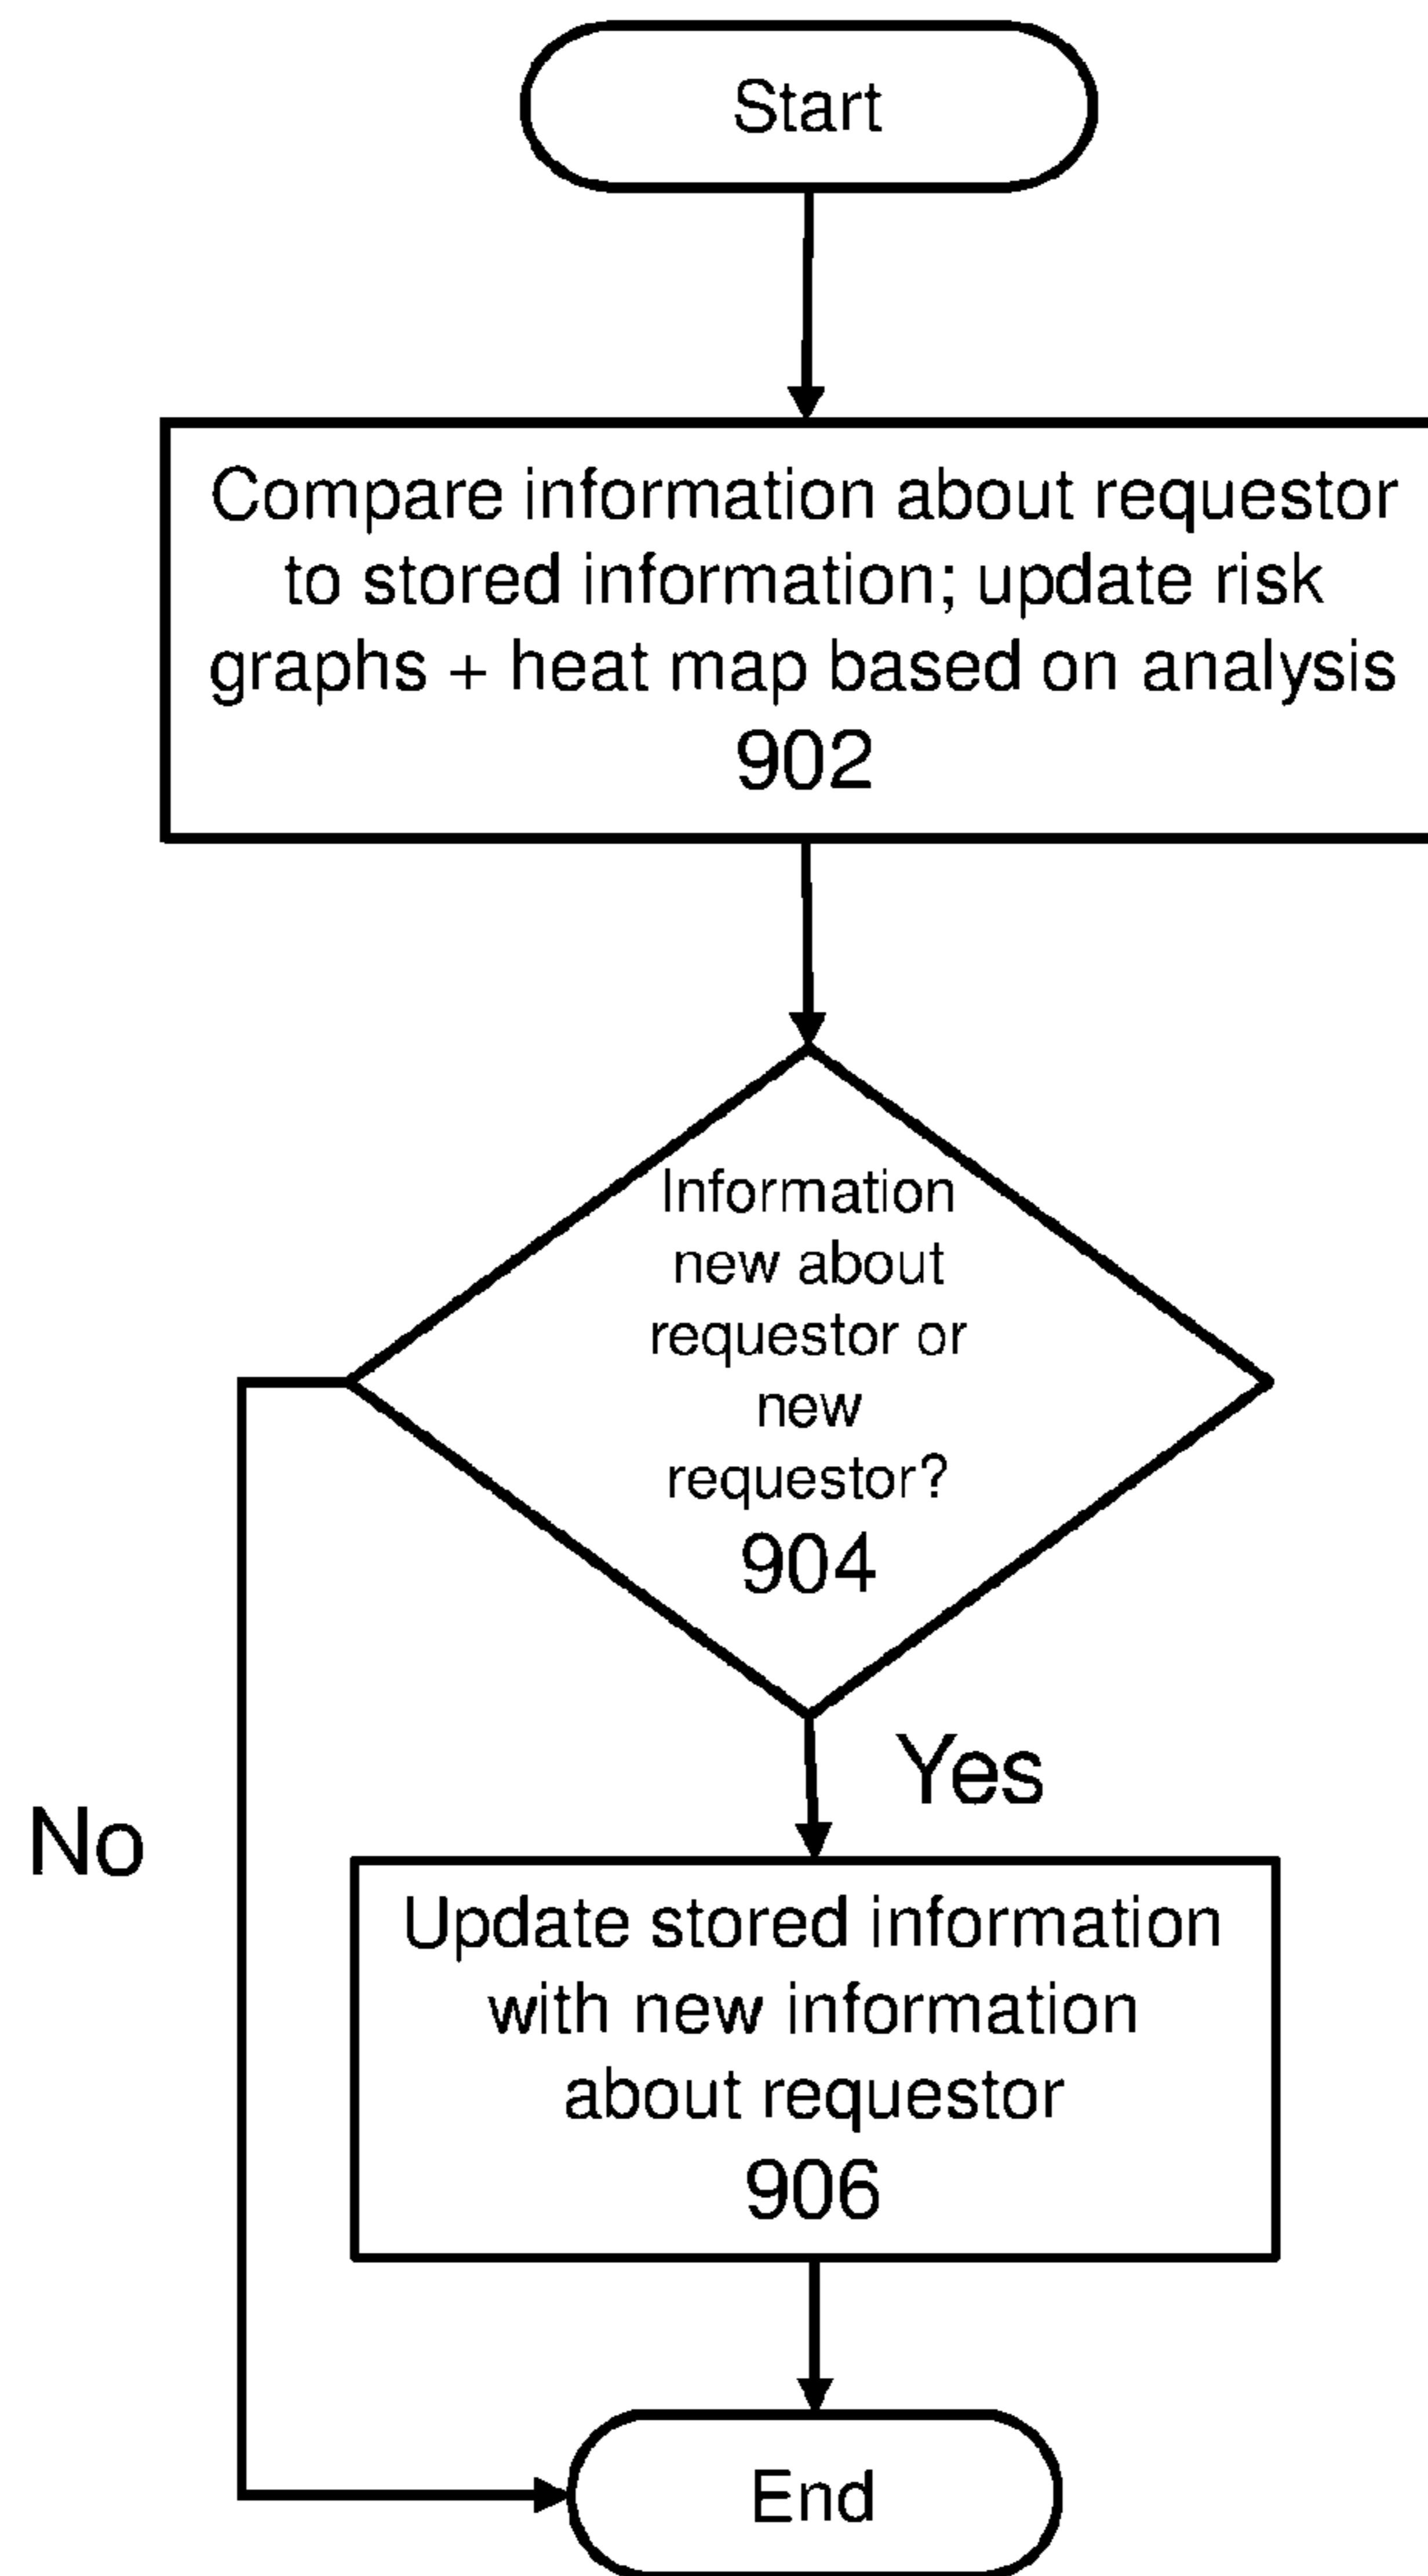 Start
Compare information about requestor
to stored information; update risk
graphs + heat map based on analysis
902
Information
new about
requestor or
new
requestor?
904
Yes
No
Update stored information
with new information
about requestor
906
End